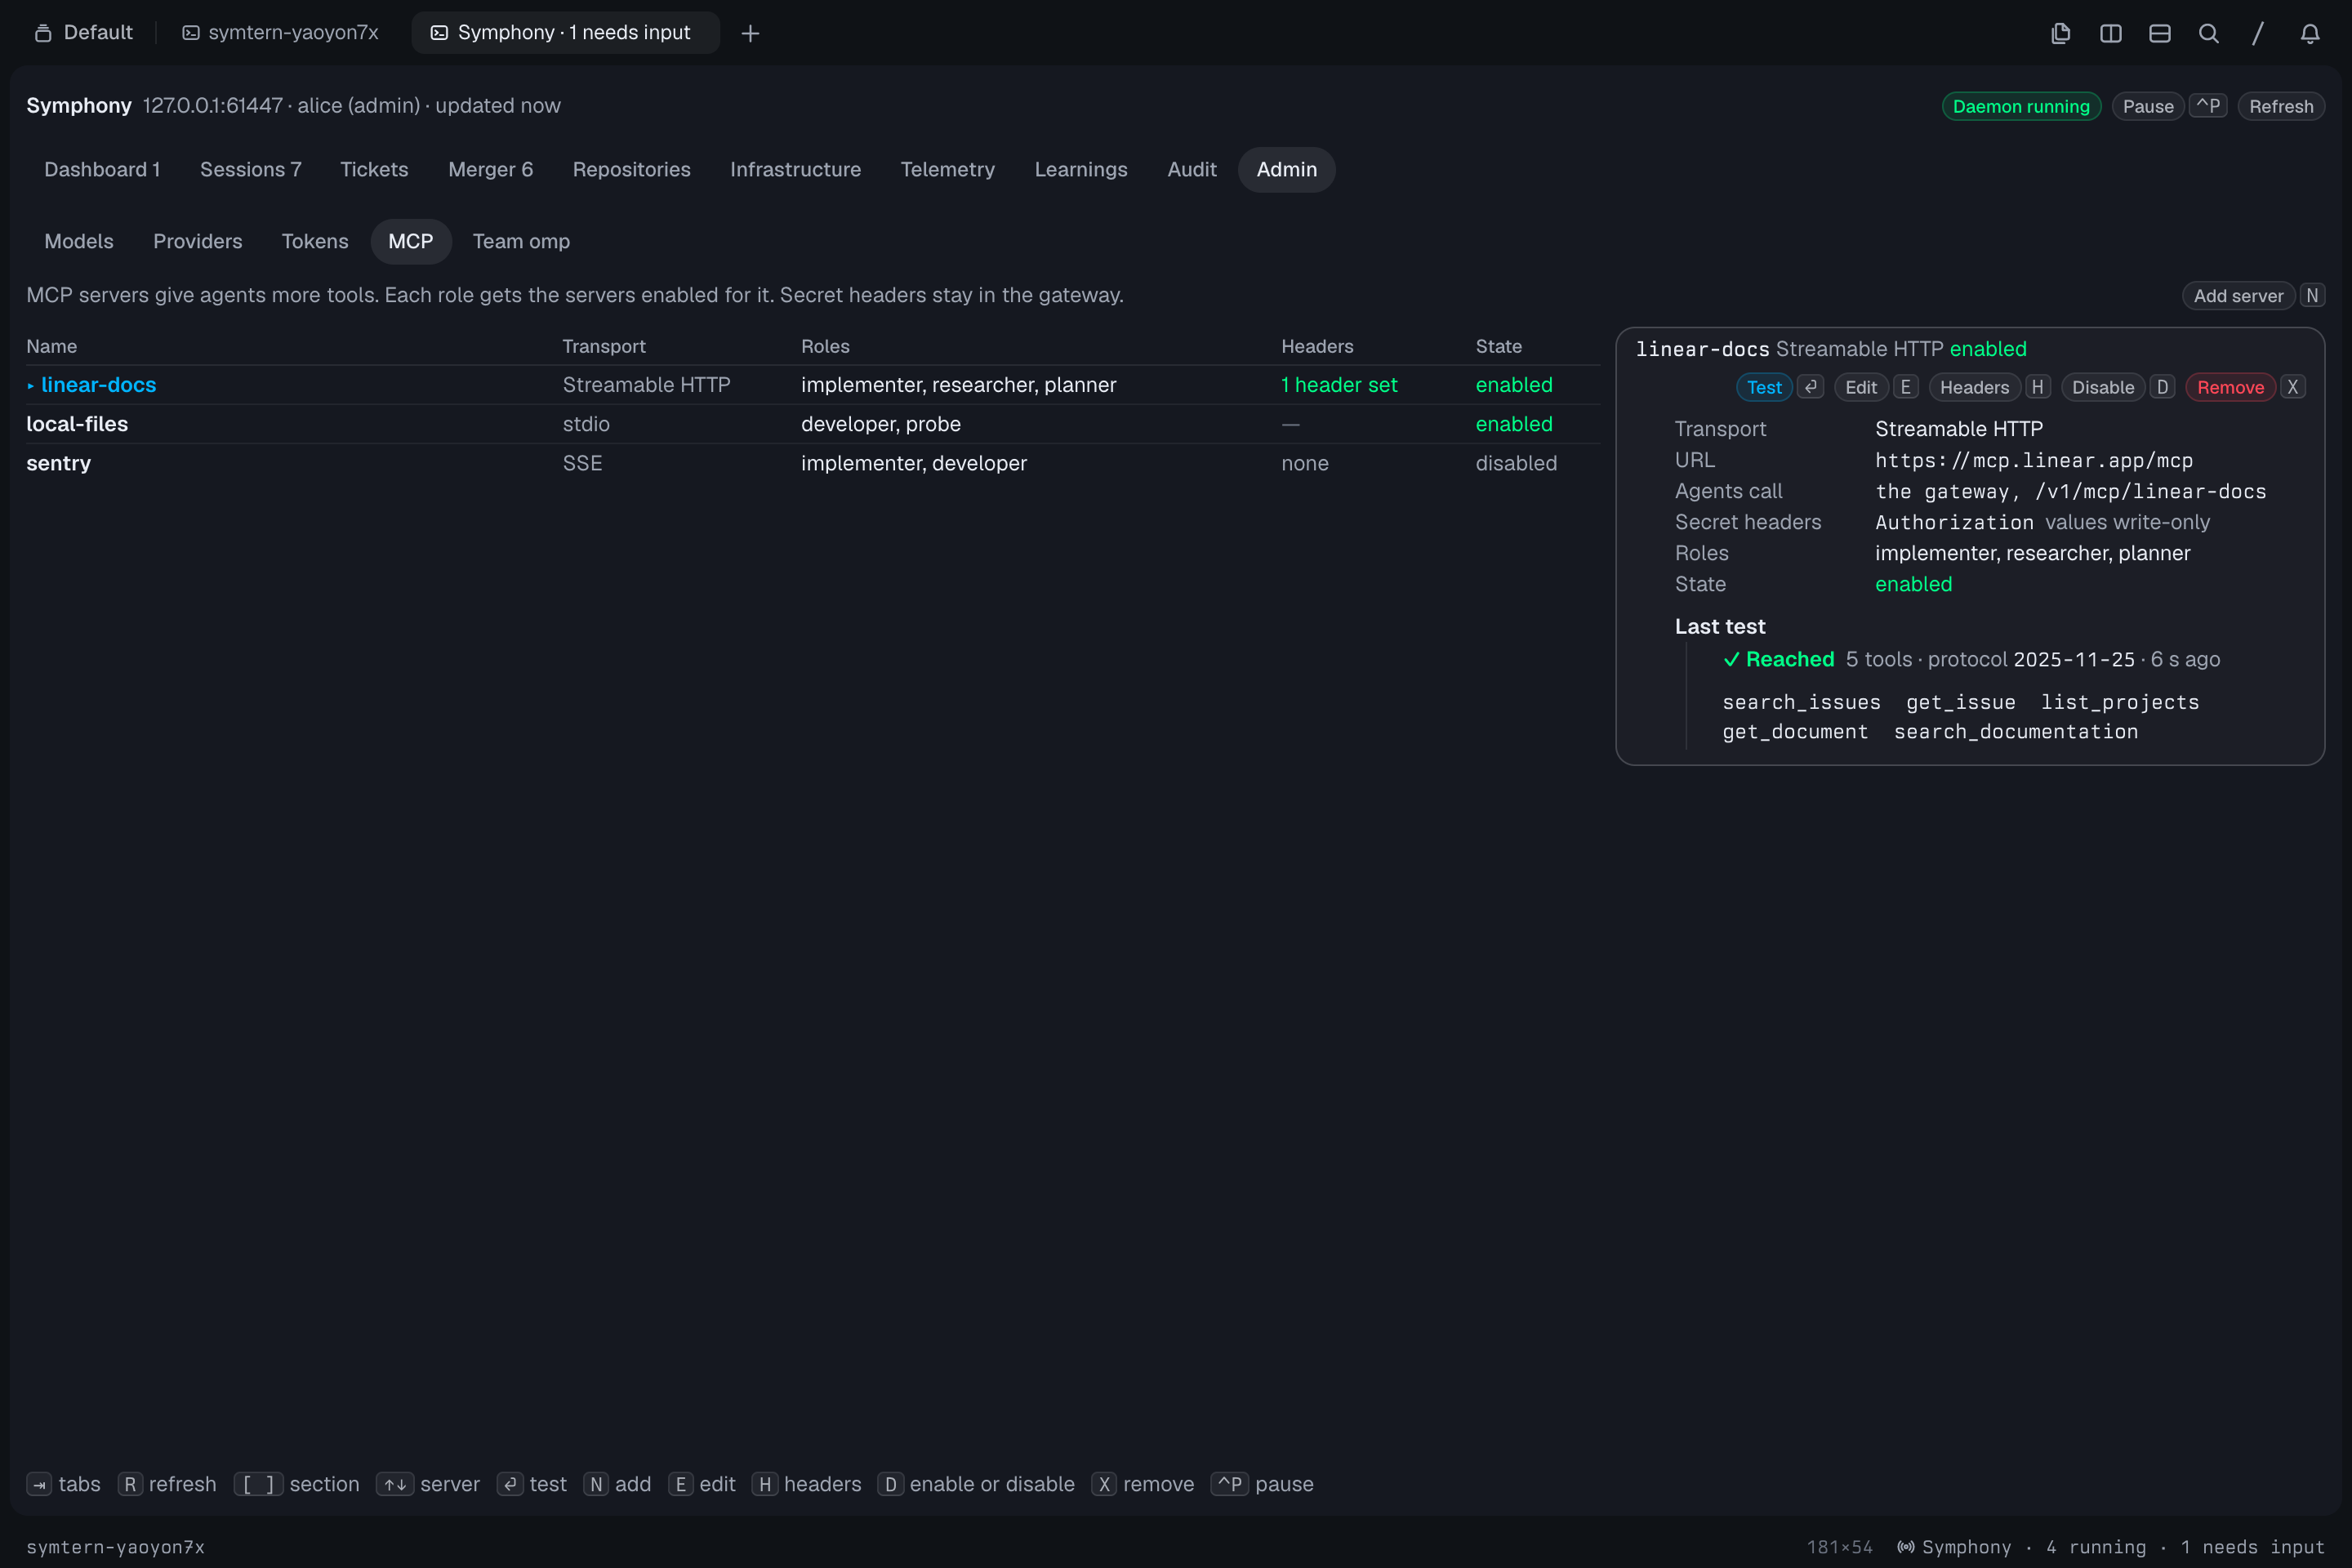 Default symtern-yaoyon7x Symphony · 1 needs input
Symphony 127.0.0.1:61447 · alice (admin) · updated now Daemon running Pause ^P Refresh
Dashboard 1 Sessions 7 Tickets Merger 6 Repositories Infrastructure Telemetry Learnings Audit Admin
Models Providers Tokens MCP Team omp
MCP servers give agents more tools. Each role gets the servers enabled for it. Secret headers stay in the gateway. Add server N
Name Transport Roles Headers State
▸ linear-docs Streamable HTTP implementer, researcher, planner 1 header set enabled
local-files stdio developer, probe — enabled
sentry SSE implementer, developer none disabled
linear-docs Streamable HTTP enabled
Test ⏎ Edit E Headers H Disable D Remove X
Transport Streamable HTTP
URL https://mcp.linear.app/mcp
Agents call the gateway, /v1/mcp/linear-docs
Secret headers Authorization values write-only
Roles implementer, researcher, planner
State enabled
Last test
✓ Reached 5 tools · protocol 2025-11-25 · 6 s ago
search_issues get_issue list_projects
get_document search_documentation
⇥ tabs R refresh [ ] section ↑↓ server ⏎ test N add E edit H headers D enable or disable X remove ^P pause
symtern-yaoyon7x 181×54 Symphony · 4 running · 1 needs input